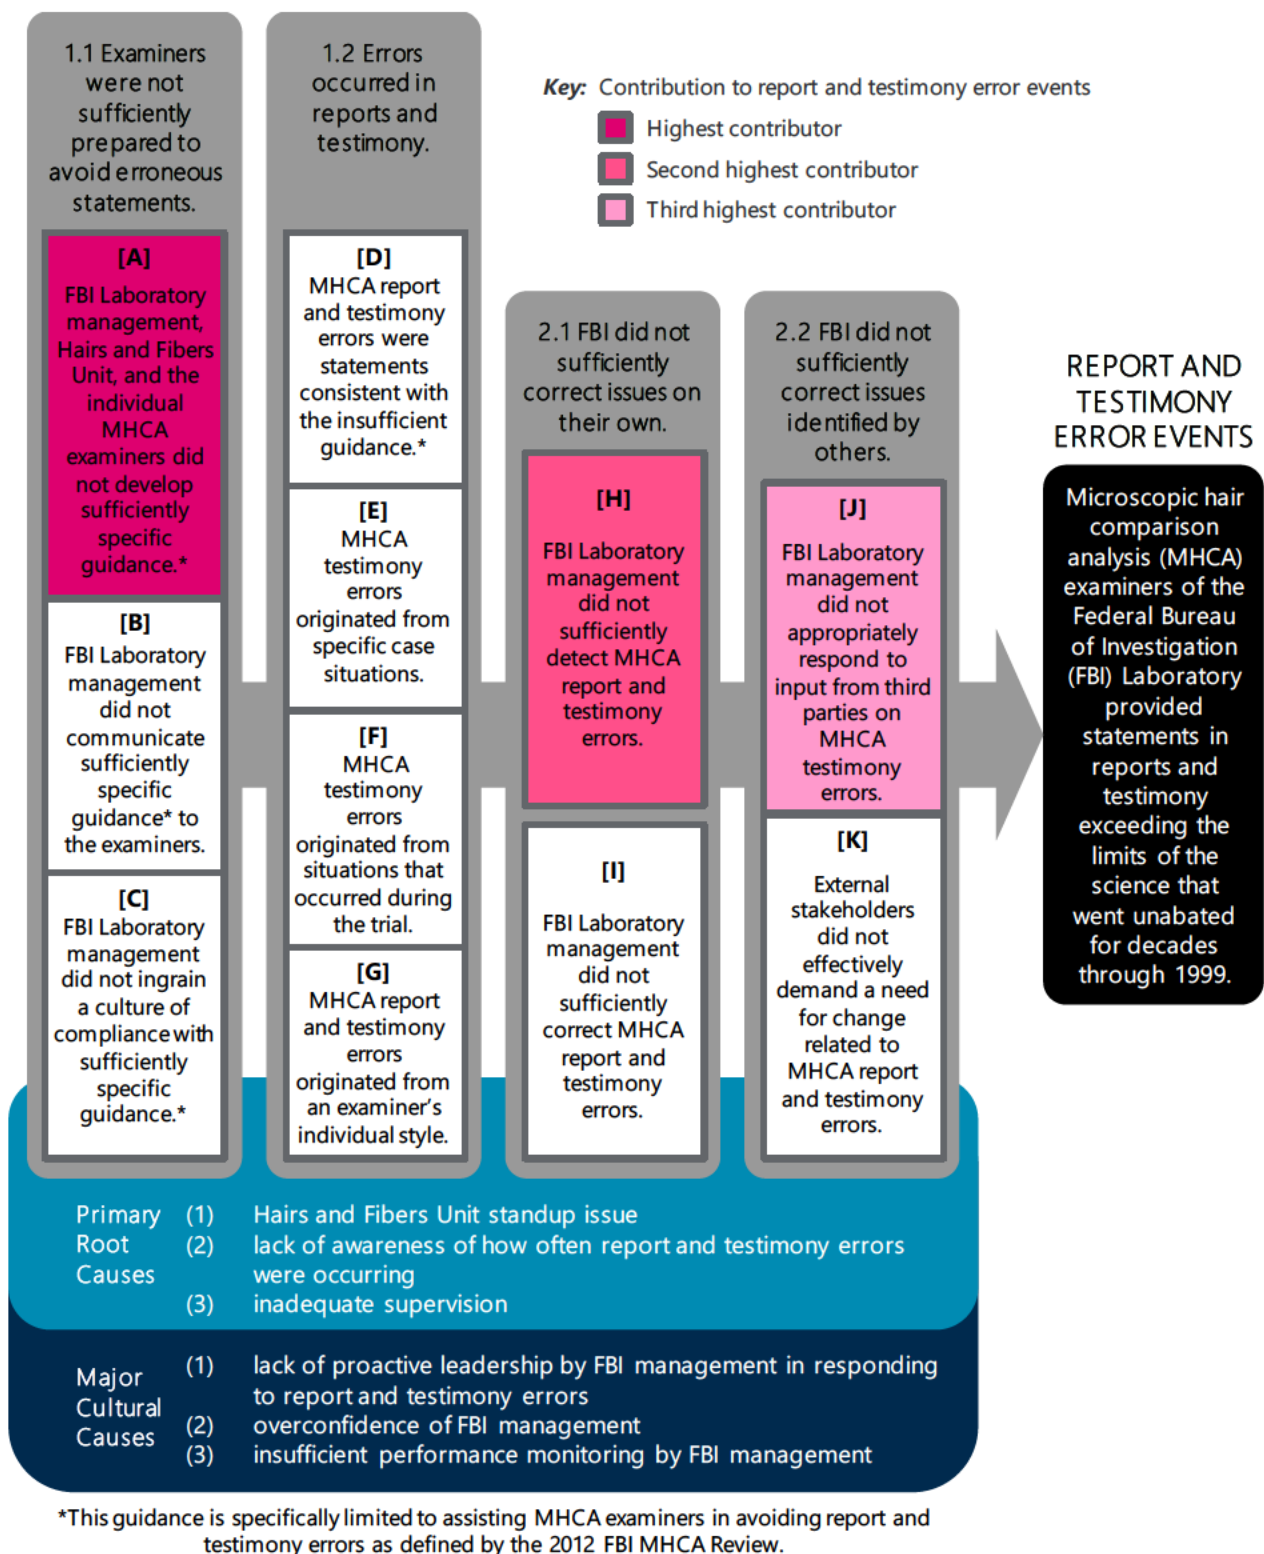 1.1 Examiners
were not
sufficiently
prepared to
avoid erroneous
statements.
[A]
FBI Laboratory
management,
Hairs and Fibers
Unit, and the
individual
MHCA
examiners did
not develop
sufficiently
specific
guidance.*
[B]
FBI Laboratory
management
did not
communicate
sufficiently
specific
guidance* to
the examiners.
[C]
FBI Laboratory
management
did not ingrain
a culture of
compliance with
sufficiently
specific
guidance.*
1.2 Errors
occurred in
reports and
testimony.
[D]
MHCA report
and testimony
errors were
statements
consistent with
the insufficient
guidance.*
[E]
MHCA
testimony
errors
originated from
specific case
situations.
[F]
MHCA
testimony
errors
originated from
situations that
occurred during
the trial.
[G]
MHCA report
and testimony
errors
originated from
an examiner's
individual style.
Key: Contribution to report and testimony error events
Highest contributor
Second highest contributor
Third highest contributor
2.1 FBI did not
sufficiently
correct issues on
their own.
[H]
FBI Laboratory
management
did not
sufficiently
detect MHCA
report and
testimony
errors.
[I]
FBI Laboratory
management
did not
sufficiently
correct MHCA
report and
testimony
errors.
2.2 FBI did not
sufficiently
correct issues
identified by
others.
[J]
FBI Laboratory
management
did not
appropriately
respond to
input from third
parties on
MHCA
testimony
errors.
[K]
External
stakeholders
did not
effectively
demand a need
for change
related to
MHCA report
and testimony
errors.
REPORT AND
TESTIMONY
ERROR EVENTS
Microscopic hair
comparison
analysis (MHCA)
examiners of the
Federal Bureau
of Investigation
(FBI) Laboratory
provided
statements in
reports and
testimony
exceeding the
limits of the
science that
went unabated
for decades
through 1999.
Primary
Root
Causes
(1) Hairs and Fibers Unit standup issue
(2) lack of awareness of how often report and testimony errors
were occurring
(3) inadequate supervision
Major
Cultural
Causes
(1) lack of proactive leadership by FBI management in responding
to report and testimony errors
(2) overconfidence of FBI management
(3) insufficient performance monitoring by FBI management
*This guidance is specifically limited to assisting MHCA examiners in avoiding report and
testimony errors as defined by the 2012 FBI MHCA Review.